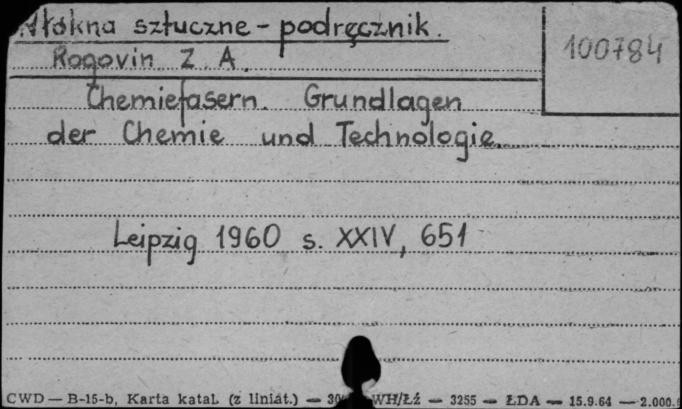 Włókna sztuczne - podręcznik.
100784
Rogovin Z. A.
Chemiefasern. Grundlagen
der Chemie und Technologie.
Leipzig 1960 s. XXIV, 651
CWD — B-15-b, Karta katal. (z liniat.) — WH/Łź — 3255 — ŁDA — 15.9.64 — 2.000.